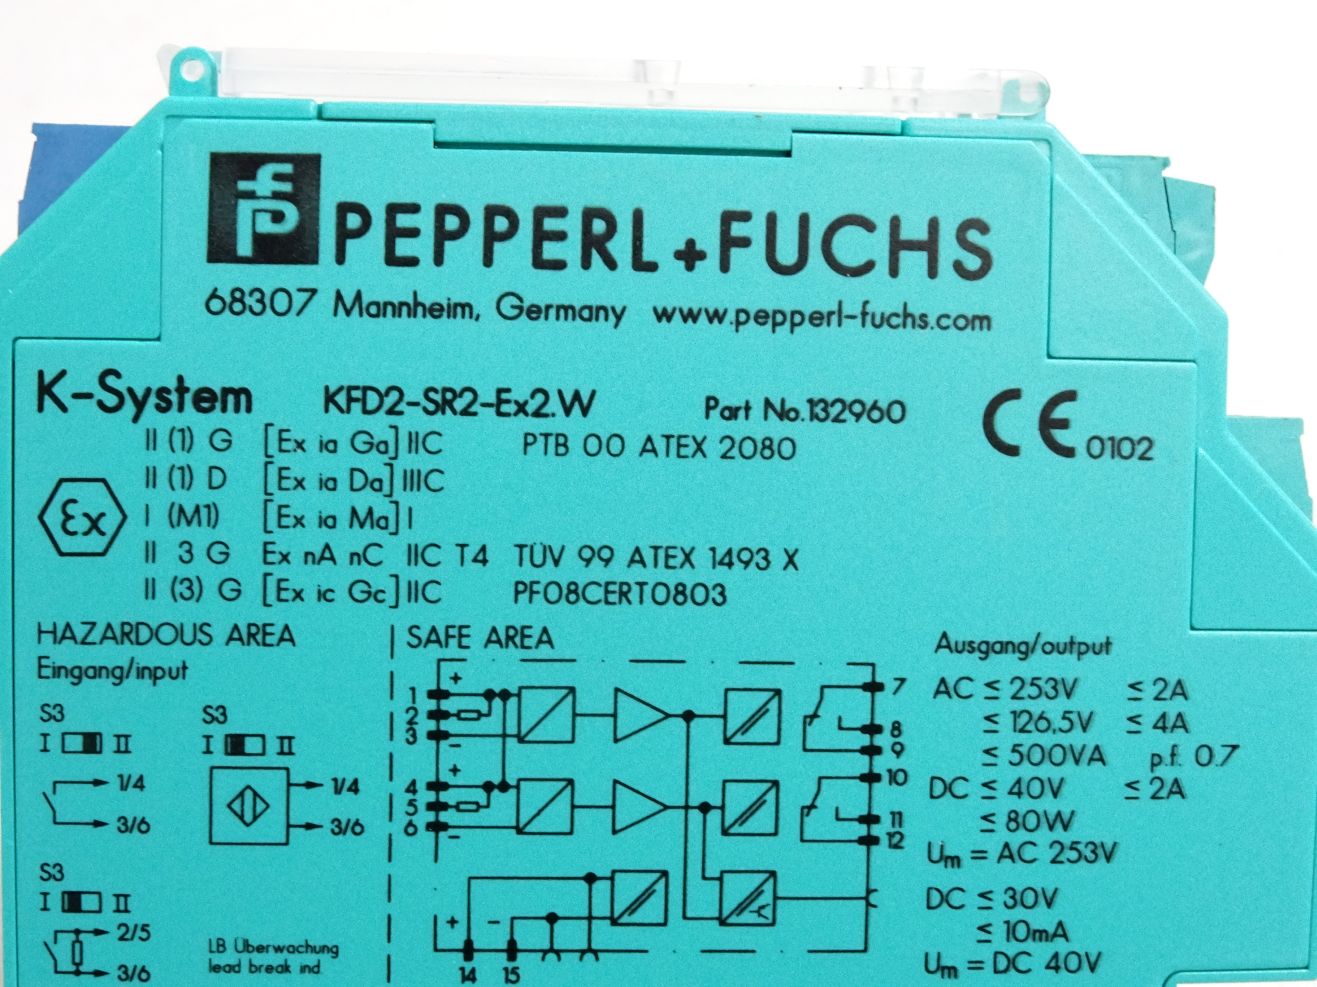 PEPPERL+FUCHS
68307 Mannheim, Germany www.pepperl-fuchs.com
K-System KFD2-SR2-Ex2.W Part No.132960
CE 0102
II (1) G [Ex ia Ga] IIC PTB 00 ATEX 2080
II (1) D [Ex ia Da] IIIC
Ex
I (M1) [Ex ia Ma] I
II 3 G Ex nA nC IIC T4 TÜV 99 ATEX 1493 X
II (3) G [Ex ic Gc] IIC PF08CERT0803
HAZARDOUS AREA
Eingang/input
S3 S3
I II I II
1/4 1/4
3/6 3/6
S3
I II
2/5
3/6
LB Überwachung
lead break ind.
SAFE AREA
+
1
2
3
-
+
4
5
6
-
7
8
9
10
11
12
+ -
14 15
Ausgang/output
AC ≤ 253V ≤ 2A
≤ 126,5V ≤ 4A
≤ 500VA p.f. 0.7
DC ≤ 40V ≤ 2A
≤ 80W
Um = AC 253V
DC ≤ 30V
≤ 10mA
Um = DC 40V